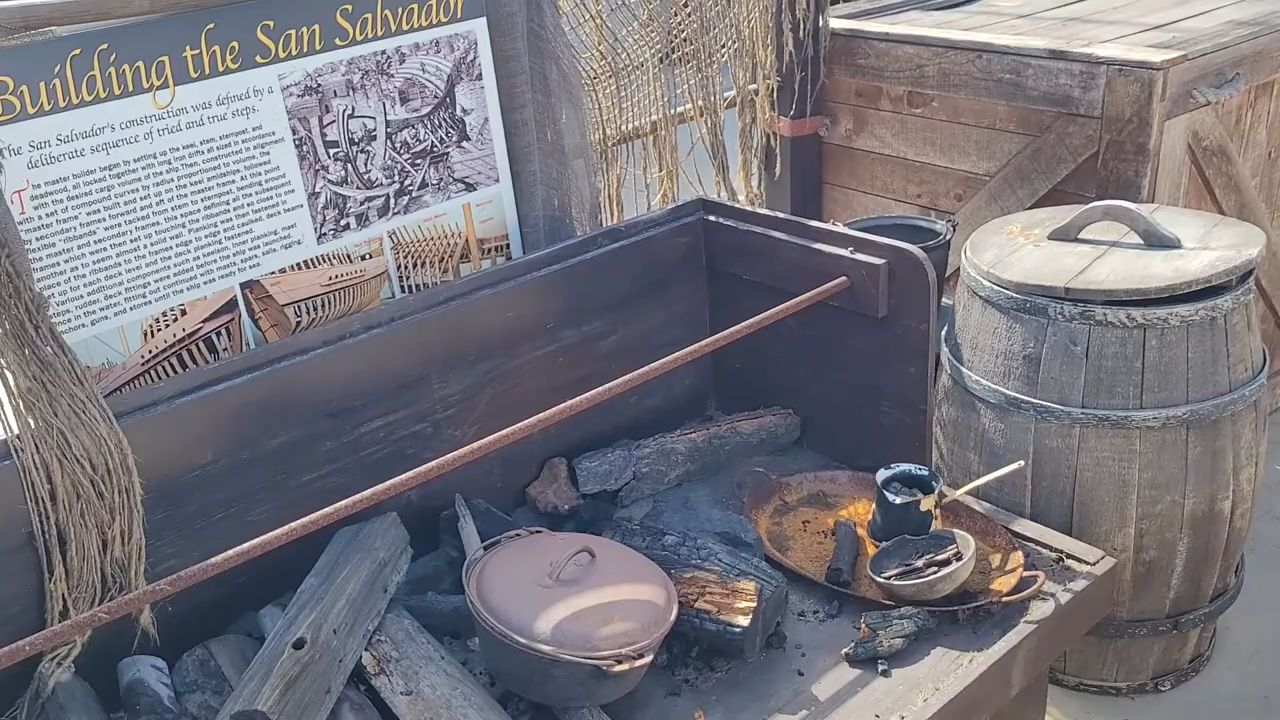 Building the San Salvador
The San Salvador's construction was defined by a
deliberate sequence of tried and true steps.
The master builder began by setting up the keel, stem, sternpost, and
deadwood, all locked together with long iron drifts all sized in accordance
with the desired cargo volume of the ship. Then, constructed in alignment
with a set of compound curves by radius proportioned to volume, the
"master frame" was built and set up on the keel amidships, followed
by secondary frames forward and aft of the master frame. At this point
flexible "ribbands" were fastened from stem to sternpost, bending around
the master and secondary frames, this space defining all the subsequent
frames which were then set up touching the ribbands and so close to one
another as to seem almost a solid wall. Planking was then fastened in
place of the ribbands to the frames edge to edge and caulked, deck beams
set up for each deck level and the deck planking fastened and caulked.
Various additional components such as keelson, inner planking, mast
steps, rudder, deck fittings were added before the ship was launched.
Once in the water, fitting out continued with masts, spars, sails, rigging,
anchors, guns, and stores until the ship was ready for sea.